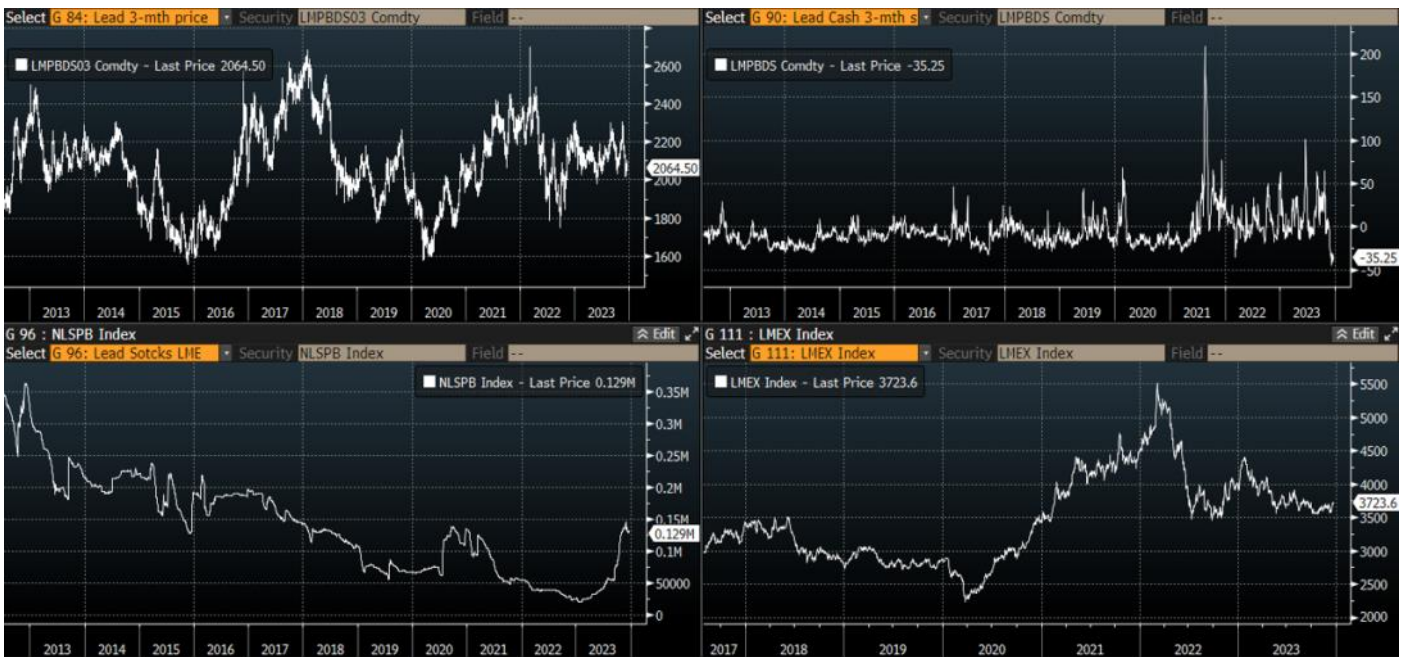 Select G 84: Lead 3-mth price Security LMPBDS03 Comdty Field --
LMPBDS03 Comdty - Last Price 2064.50
2600
2400
2200
2064.50
2000
1800
1600
2013 2014 2015 2016 2017 2018 2019 2020 2021 2022 2023
Select G 90: Lead Cash 3-mth s Security LMPBDS Comdty Field --
LMPBDS Comdty - Last Price -35.25
200
150
100
50
0
-35.25
-50
2013 2014 2015 2016 2017 2018 2019 2020 2021 2022 2023
G 96 : NLSPB Index Edit
Select G 96: Lead Sotcks LME Security NLSPB Index Field --
NLSPB Index - Last Price 0.129M
0.35M
0.3M
0.25M
0.2M
0.15M
0.129M
0.1M
50000
0
2013 2014 2015 2016 2017 2018 2019 2020 2021 2022 2023
G 111 : LMEX Index Edit
Select G 111: LMEX Index Security LMEX Index Field --
LMEX Index - Last Price 3723.6
5500
5000
4500
4000
3723.6
3500
3000
2500
2000
2017 2018 2019 2020 2021 2022 2023